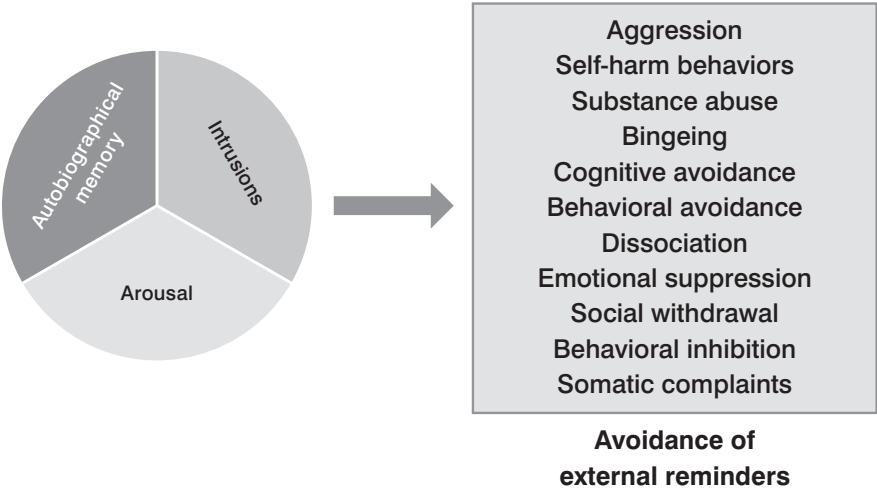 Autobiographical
memory
Intrusions
Arousal
Aggression
Self-harm behaviors
Substance abuse
Bingeing
Cognitive avoidance
Behavioral avoidance
Dissociation
Emotional suppression
Social withdrawal
Behavioral inhibition
Somatic complaints
Avoidance of
external reminders